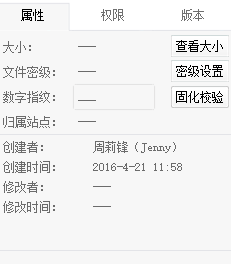 属性 权限 版本
大小： —— 查看大小
文件密级： —— 密级设置
数字指纹： —— 固化校验
归属站点： ——
创建者： 周莉锋（Jenny）
创建时间： 2016-4-21 11:58
修改者： ——
修改时间： ——